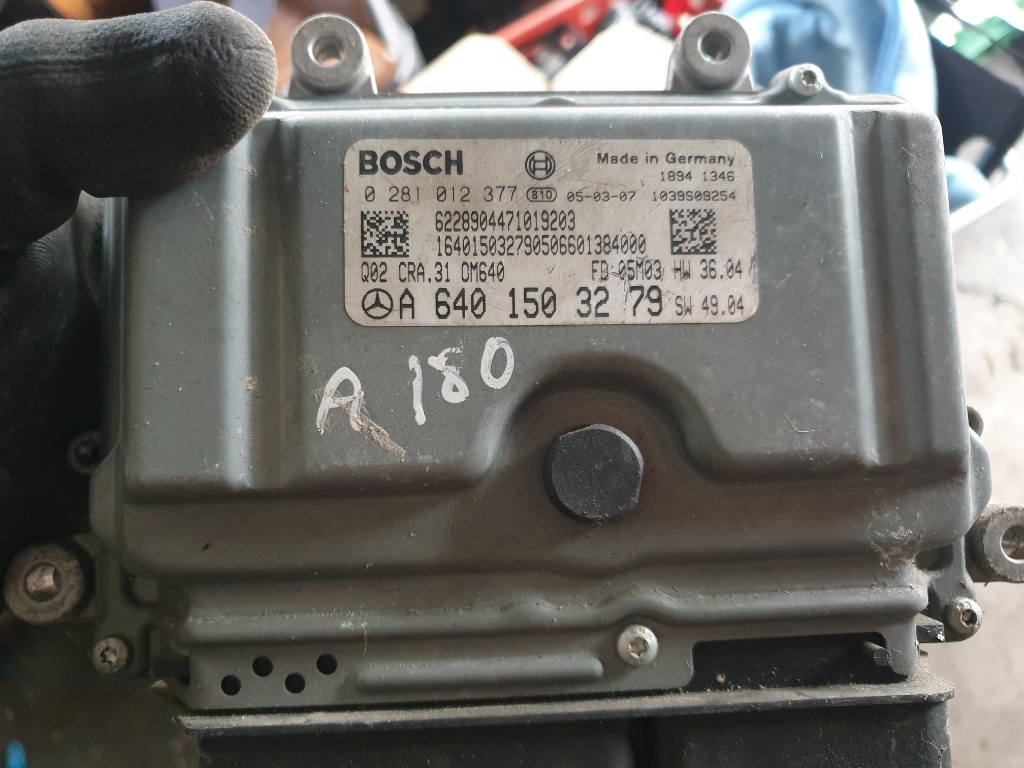 BOSCH Made in Germany
1894 1346
0 281 012 377 810 05-03-07 1039S09254
6228904471019203
164015032790506601384000
Q02 CRA.31 OM640 FD 05M03 HW 36.04
A 640 150 32 79 SW 49.04
A 180